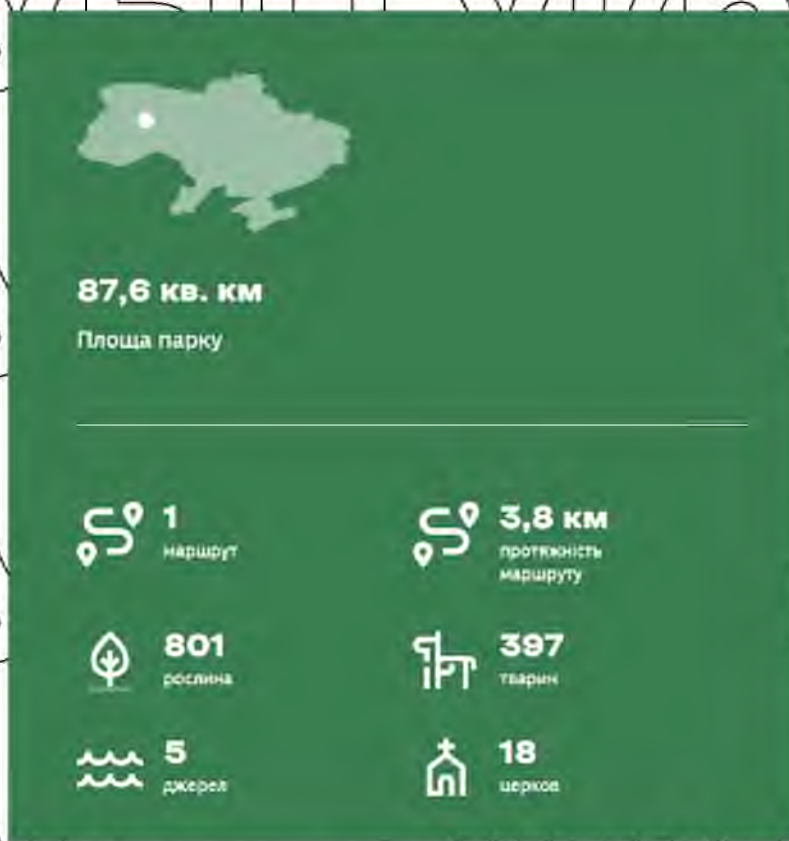 87,6 кв. км
Площа парку
1
маршрут
3,8 км
протяжність
маршруту
801
рослина
397
тварин
5
джерел
18
церков